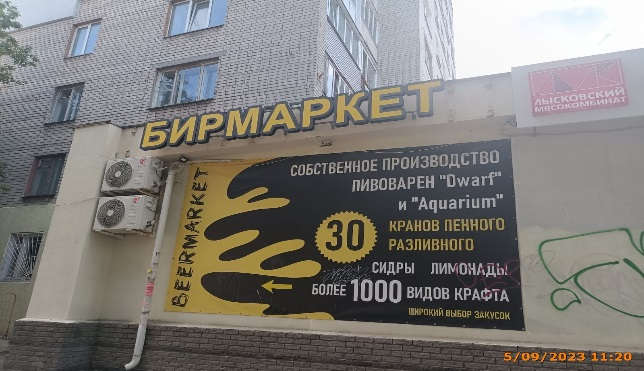 БИРМАРКЕТ
ЛЫСКОВСКИЙ
МЯСОКОМБИНАТ
BEERMARKET
СОБСТВЕННОЕ ПРОИЗВОДСТВО
ПИВОВАРЕН "Dwarf"
и "Aquarium"
30
КРАНОВ ПЕННОГО
РАЗЛИВНОГО
СИДРЫ ЛИМОНАДЫ
БОЛЕЕ 1000 ВИДОВ КРАФТА
ШИРОКИЙ ВЫБОР ЗАКУСОК
5/09/2023 11:20